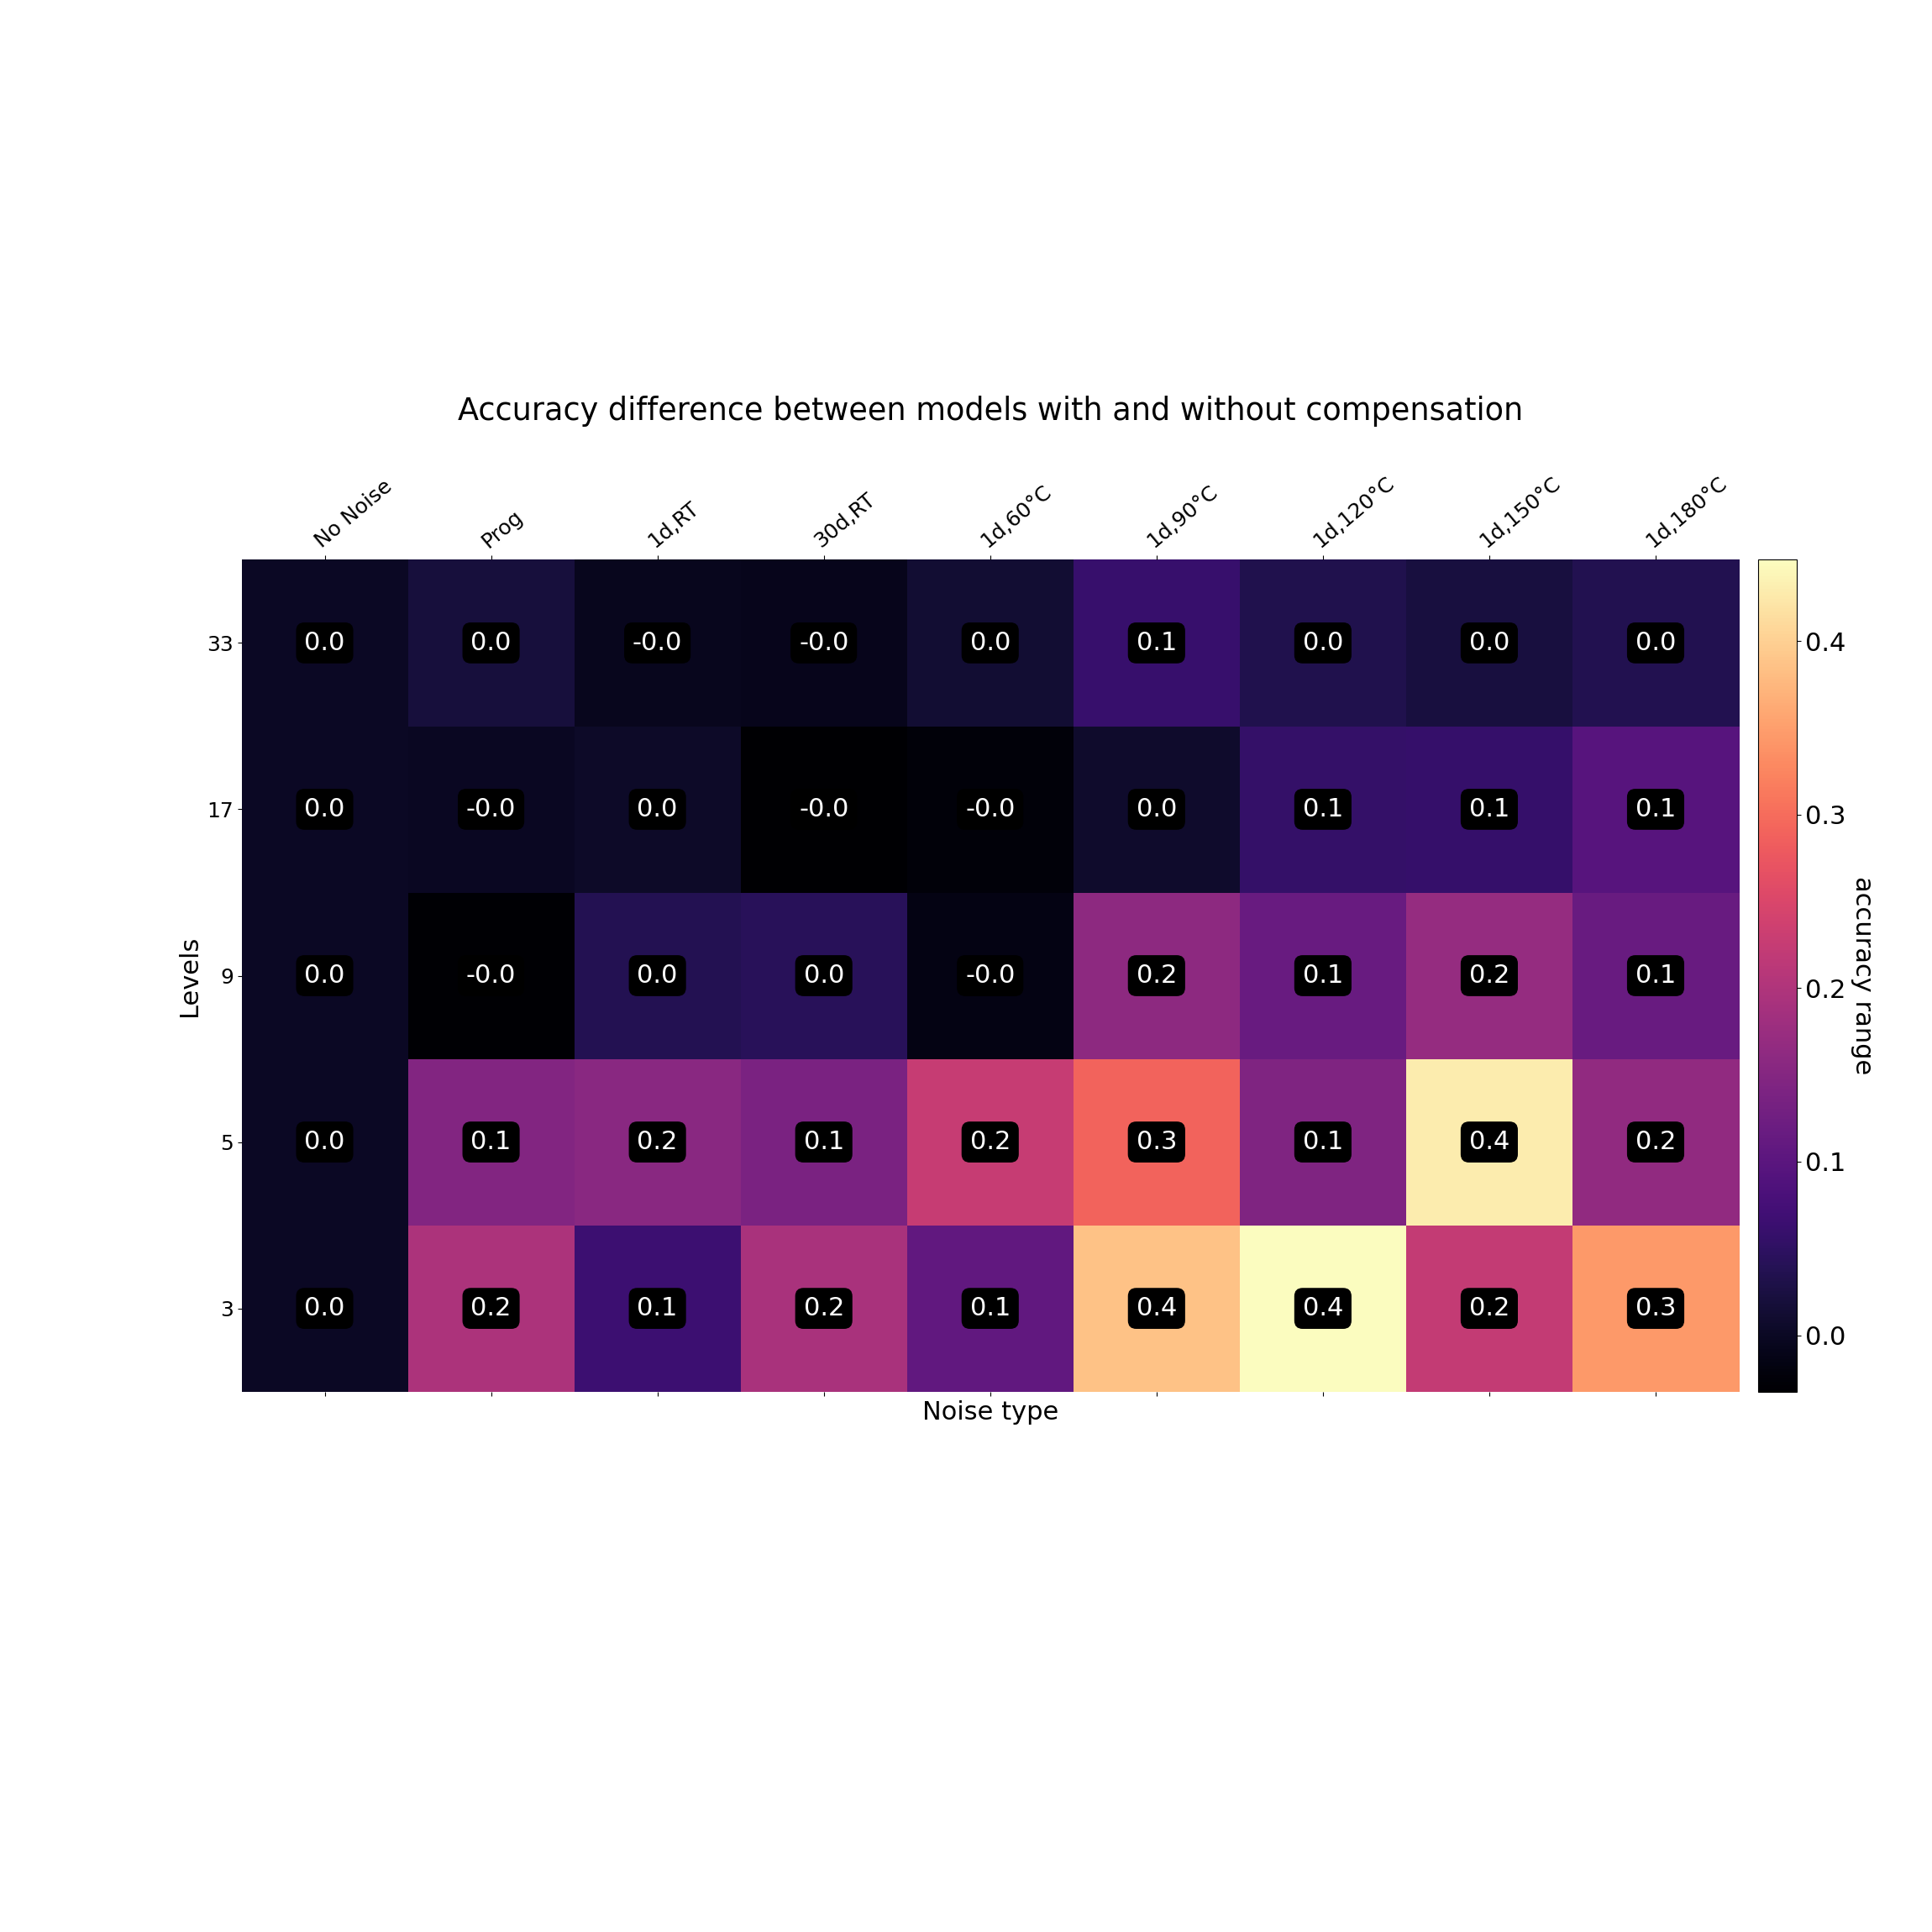 Accuracy difference between models with and without compensation
No Noise Prog 1d,RT 30d,RT 1d,60°C 1d,90°C 1d,120°C 1d,150°C 1d,180°C
33 0.0 0.0 -0.0 -0.0 0.0 0.1 0.0 0.0 0.0
17 0.0 -0.0 0.0 -0.0 -0.0 0.0 0.1 0.1 0.1
9 0.0 -0.0 0.0 0.0 -0.0 0.2 0.1 0.2 0.1
5 0.0 0.1 0.2 0.1 0.2 0.3 0.1 0.4 0.2
3 0.0 0.2 0.1 0.2 0.1 0.4 0.4 0.2 0.3
Levels
Noise type
0.4
0.3
0.2
0.1
0.0
accuracy range